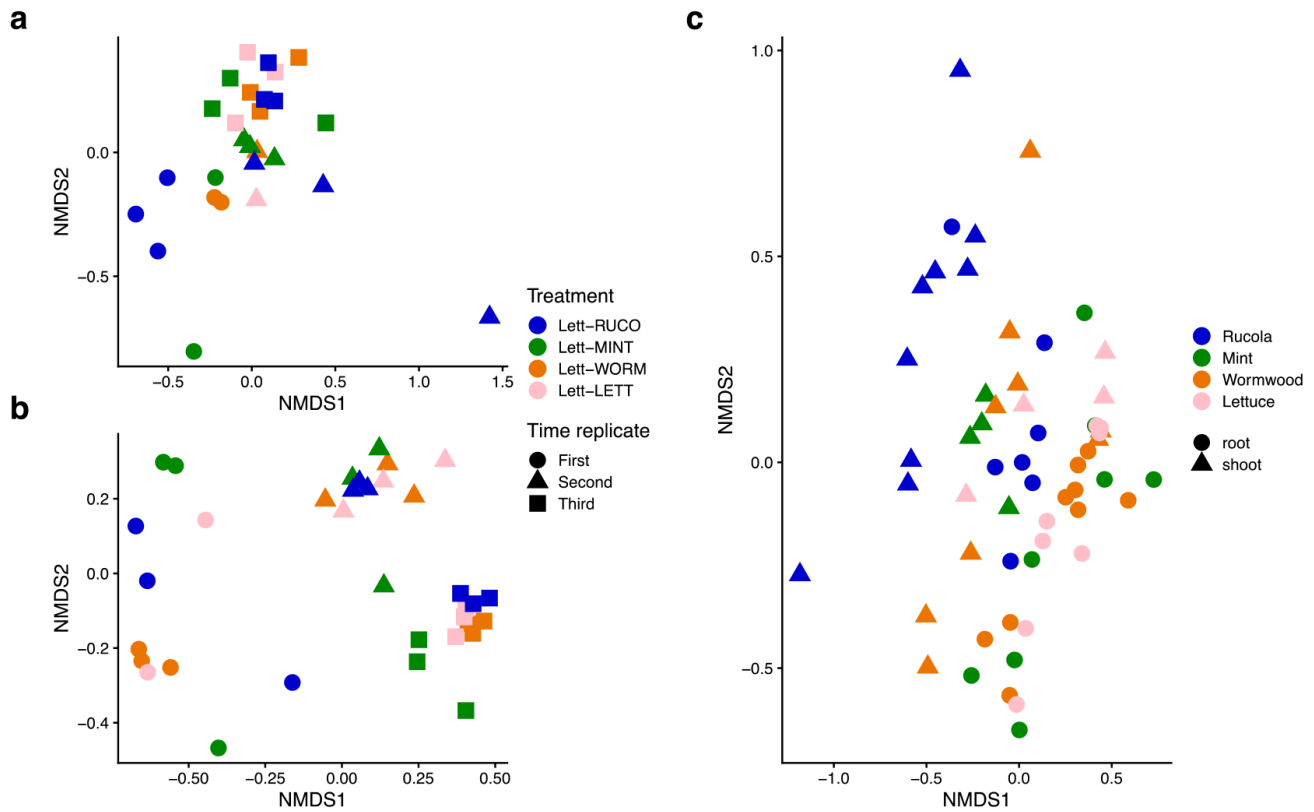 a
0.0
−0.5
NMDS2
−0.5
0.0
0.5
1.0
1.5
NMDS1
Treatment
Lett−RUCO
Lett−MINT
Lett−WORM
Lett−LETT
Time replicate
First
Second
Third
b
0.2
0.0
−0.2
−0.4
NMDS2
−0.50
−0.25
0.00
0.25
0.50
NMDS1
c
1.0
0.5
0.0
−0.5
NMDS2
−1.0
−0.5
0.0
0.5
NMDS1
Rucola
Mint
Wormwood
Lettuce
root
shoot